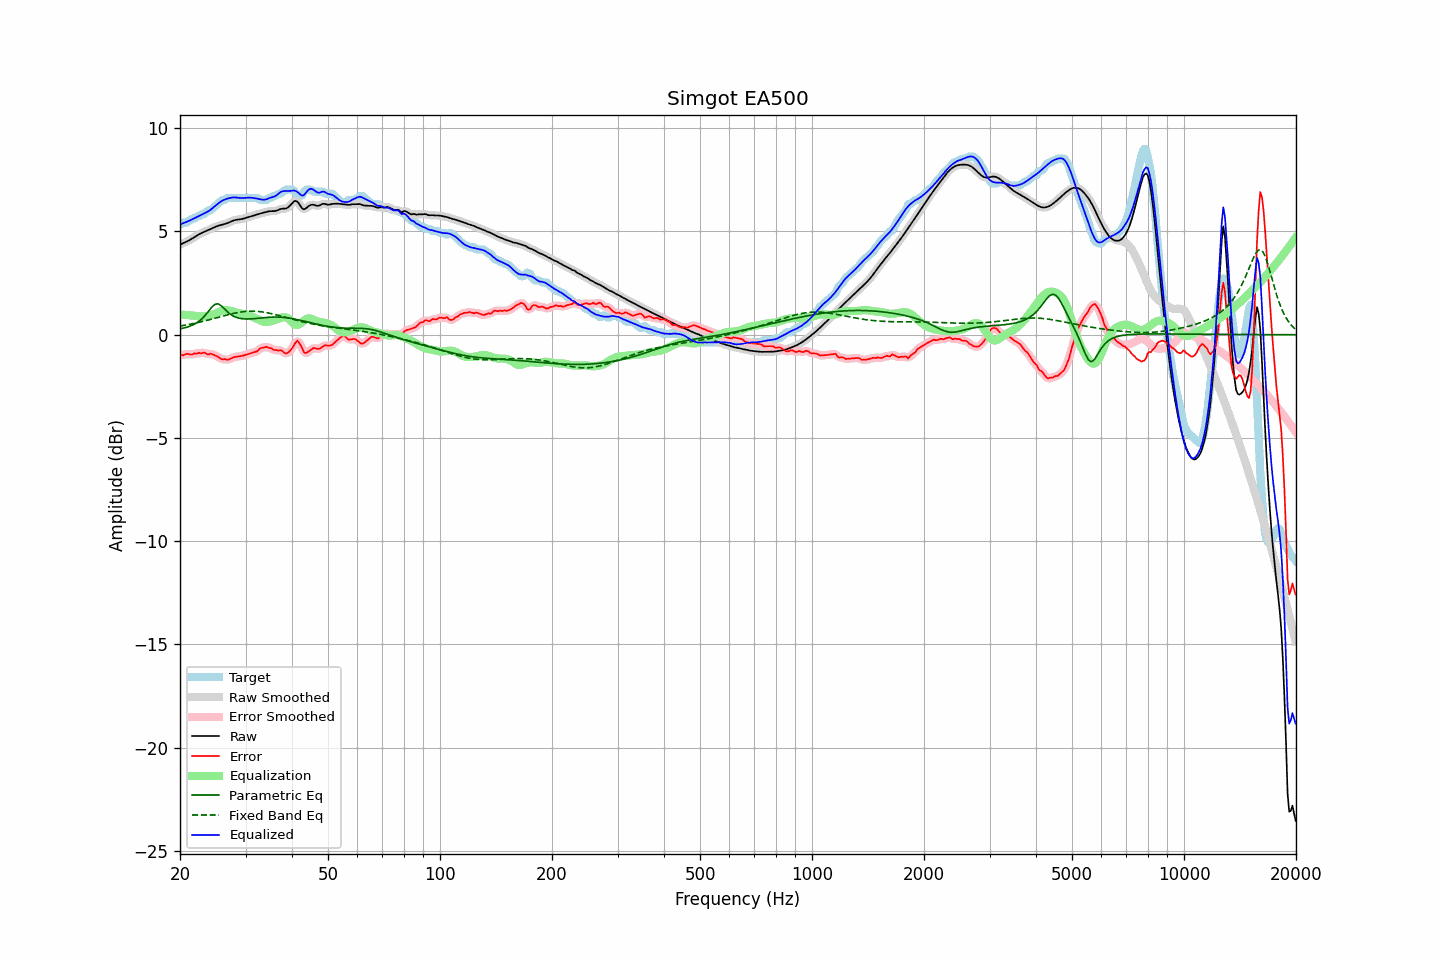 Simgot EA500
Amplitude (dBr)
10
5
0
−5
−10
−15
−20
−25
Target
Raw Smoothed
Error Smoothed
Raw
Error
Equalization
Parametric Eq
Fixed Band Eq
Equalized
20 50 100 200 500 1000 2000 5000 10000 20000
Frequency (Hz)